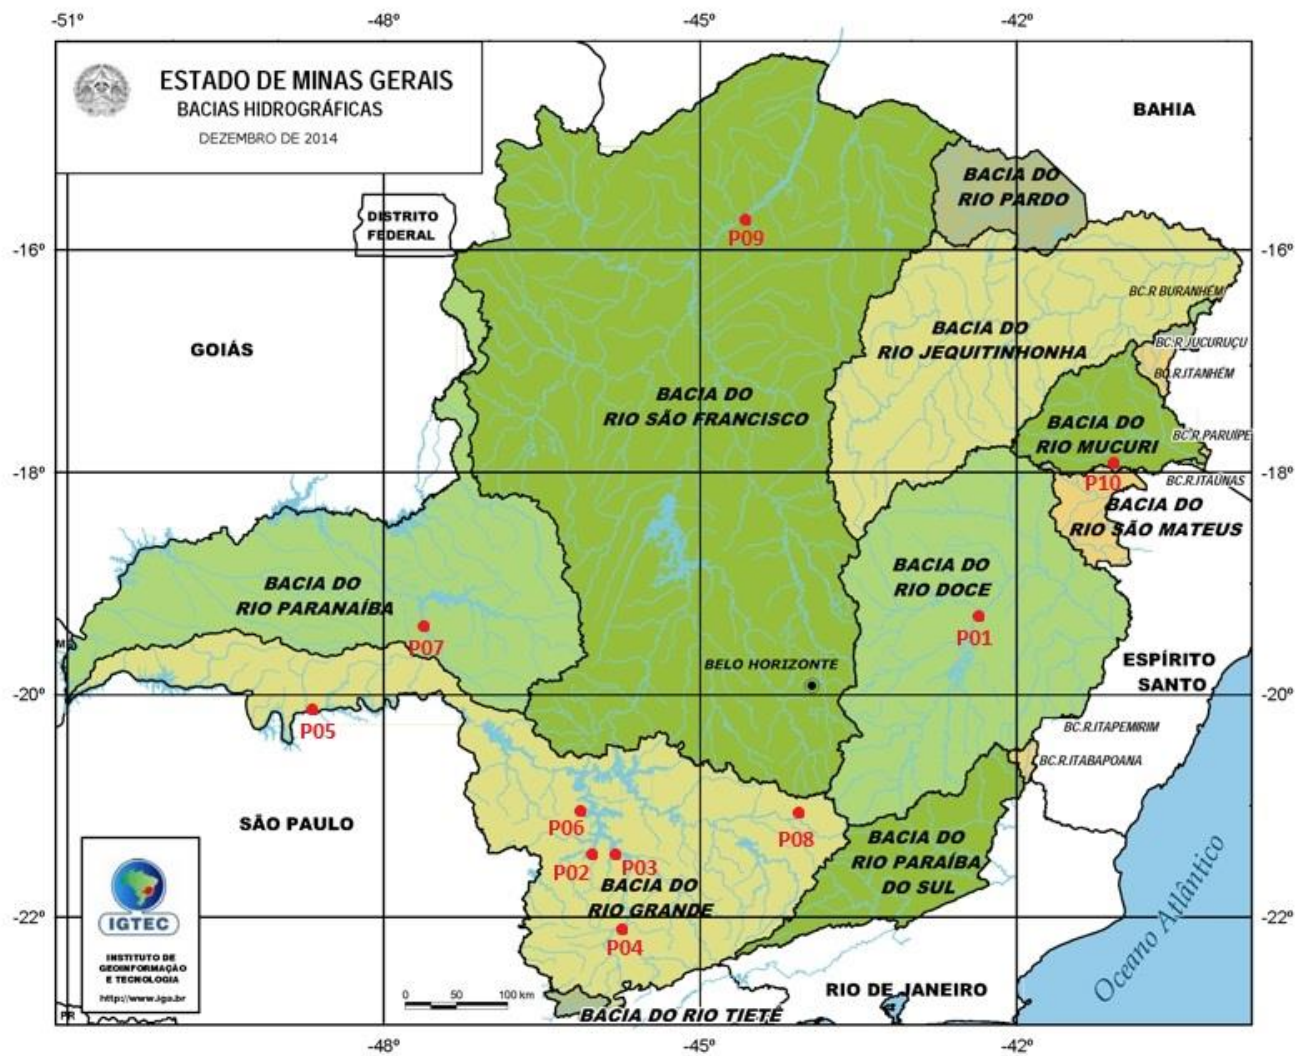 -51º -48º -45º -42º
ESTADO DE MINAS GERAIS
BACIAS HIDROGRÁFICAS
DEZEMBRO DE 2014
BAHIA
BACIA DO
RIO PARDO
DISTRITO
FEDERAL
P09
-16º -16º
BC.R BURANHÉM
GOIÁS
BACIA DO
RIO JEQUITINHONHA
BC.R.JUCURUÇU
BC.R.ITANHÉM
BACIA DO
RIO SÃO FRANCISCO
BACIA DO
RIO MUCURI
BC.R.PARUÍPE
-18º -18º
P10
BC.R.ITAÚNAS
BACIA DO
RIO SÃO MATEUS
BACIA DO
RIO DOCE
BACIA DO
RIO PARANAÍBA
P01
P07
M
BELO HORIZONTE
ESPÍRITO
SANTO
-20º -20º
P05
BC.R.ITAPEMIRIM
BC.R.ITABAPOANA
SÃO PAULO
P06
P08
BACIA DO
RIO PARAÍBA
DO SUL
P02 P03
BACIA DO
RIO GRANDE
-22º -22º
P04
Oceano Atlântico
IGTEC
INSTITUTO DE
GEOINFORMAÇÃO
E TECNOLOGIA
http://www.iga.br
0 50 100 km
RIO DE JANEIRO
PR
BACIA DO RIO TIETÊ
-48º -45º -42º